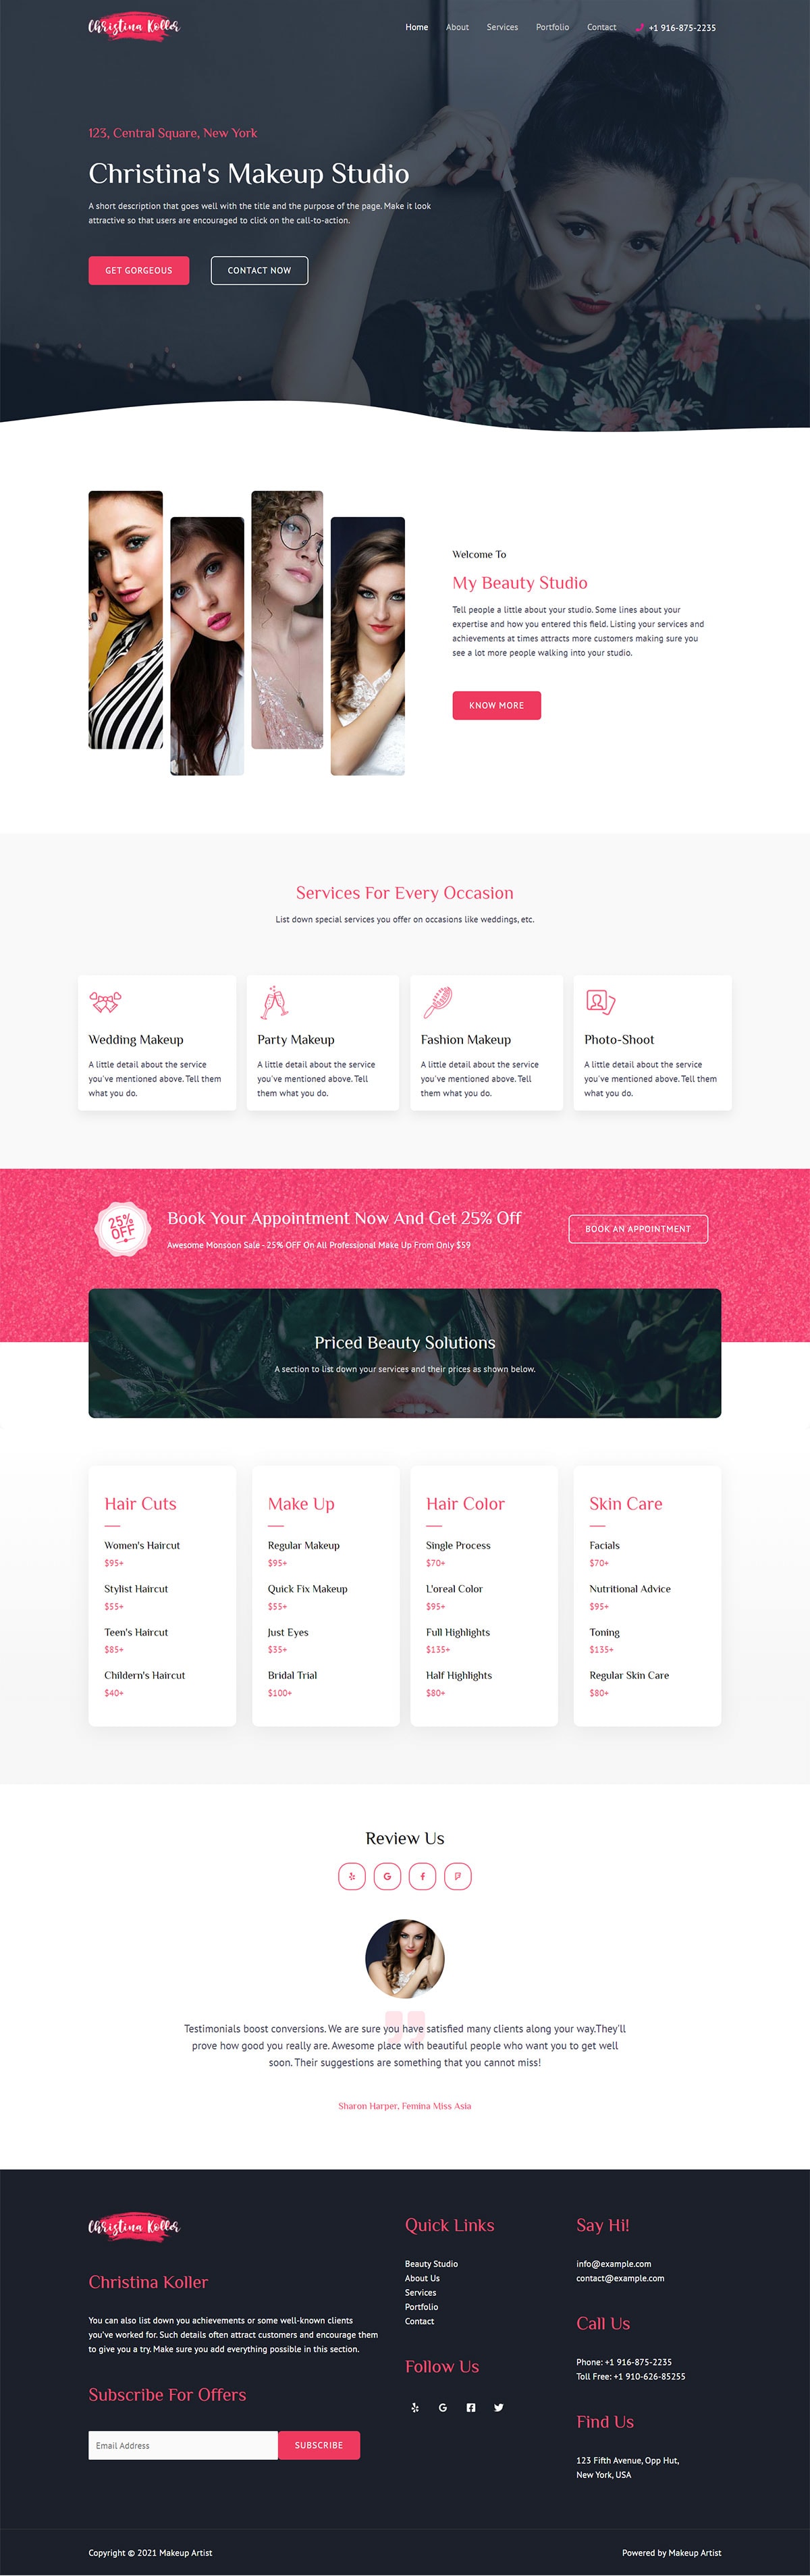 Christina Koller
Home About Services Portfolio Contact +1 916-875-2235
123, Central Square, New York
Christina's Makeup Studio
A short description that goes well with the title and the purpose of the page. Make it look
attractive so that users are encouraged to click on the call-to-action.
GET GORGEOUS CONTACT NOW
Welcome To
My Beauty Studio
Tell people a little about your studio. Some lines about your
expertise and how you entered this field. Listing your services and
achievements at times attracts more customers making sure you
see a lot more people walking into your studio.
KNOW MORE
Services For Every Occasion
List down special services you offer on occasions like weddings, etc.
Wedding Makeup
A little detail about the service
you've mentioned above. Tell them
what you do.
Party Makeup
A little detail about the service
you've mentioned above. Tell
them what you do.
Fashion Makeup
A little detail about the service
you've mentioned above. Tell
them what you do.
Photo-Shoot
A little detail about the service
you've mentioned above. Tell them
what you do.
25%
OFF
Book Your Appointment Now And Get 25% Off
Awesome Monsoon Sale - 25% OFF On All Professional Make Up From Only $59
BOOK AN APPOINTMENT
Priced Beauty Solutions
A section to list down your services and their prices as shown below.
Hair Cuts
Women's Haircut
$95+
Stylist Haircut
$55+
Teen's Haircut
$85+
Childern's Haircut
$40+
Make Up
Regular Makeup
$95+
Quick Fix Makeup
$55+
Just Eyes
$35+
Bridal Trial
$100+
Hair Color
Single Process
$70+
L'oreal Color
$95+
Full Highlights
$135+
Half Highlights
$80+
Skin Care
Facials
$70+
Nutritional Advice
$95+
Toning
$135+
Regular Skin Care
$80+
Review Us
Testimonials boost conversions. We are sure you have satisfied many clients along your way.They'll
prove how good you really are. Awesome place with beautiful people who want you to get well
soon. Their suggestions are something that you cannot miss!
Sharon Harper, Femina Miss Asia
Christina Koller
Christina Koller
You can also list down you achievements or some well-known clients
you've worked for. Such details often attract customers and encourage them
to give you a try. Make sure you add everything possible in this section.
Subscribe For Offers
Email Address SUBSCRIBE
Quick Links
Beauty Studio
About Us
Services
Portfolio
Contact
Follow Us
Say Hi!
info@example.com
contact@example.com
Call Us
Phone: +1 916-875-2235
Toll Free: +1 910-626-85255
Find Us
123 Fifth Avenue, Opp Hut,
New York, USA
Copyright © 2021 Makeup Artist
Powered by Makeup Artist